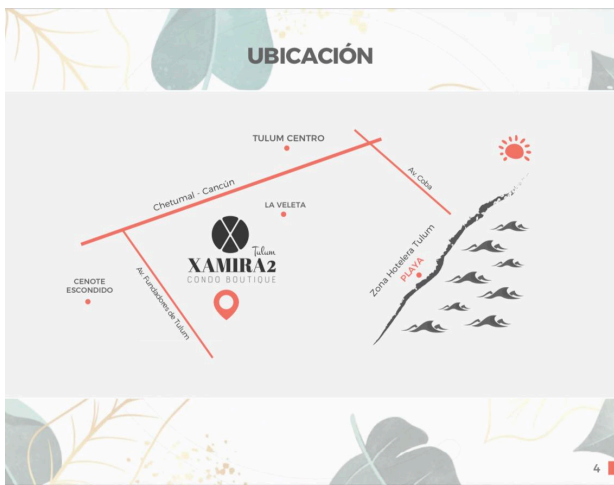 UBICACIÓN
TULUM CENTRO
Chetumal - Cancún
Av Coba
LA VELETA
Tulum
XAMIRA2
CONDO BOUTIQUE
Zona Hotelera Tulum
PLAYA
CENOTE
ESCONDIDO
Av. Fundadores de Tulum
4